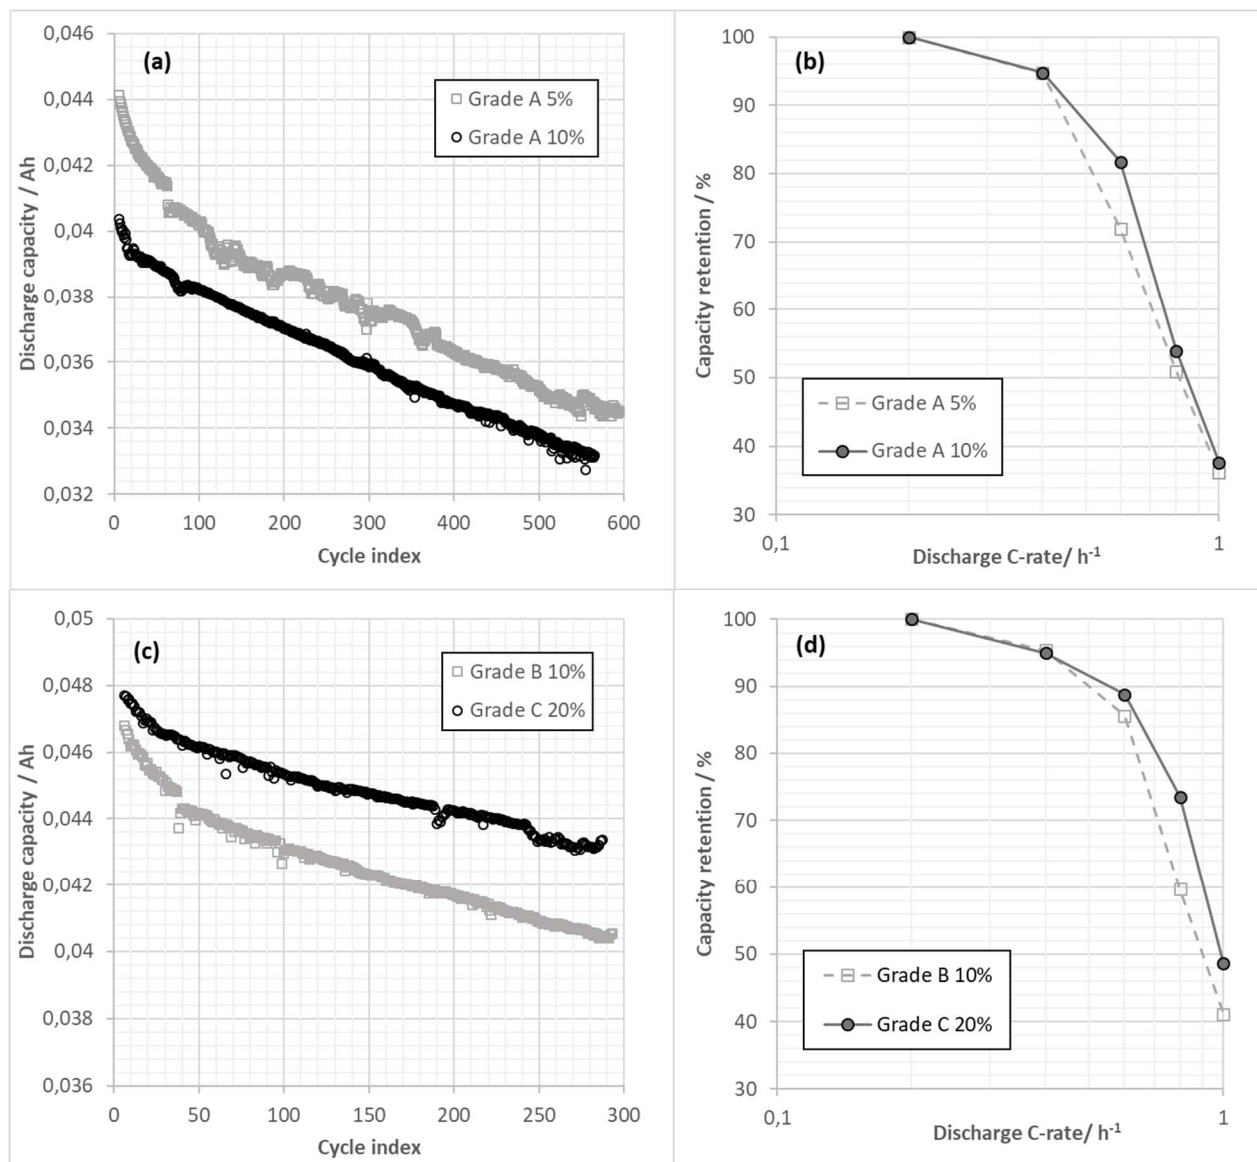 0,046
0,044
0,042
0,04
0,038
0,036
0,034
0,032
Discharge capacity / Ah
(a)
Grade A 5%
Grade A 10%
0 100 200 300 400 500 600
Cycle index
100
90
80
70
60
50
40
30
Capacity retention / %
(b)
Grade A 5%
Grade A 10%
0,1 1
Discharge C-rate/ h⁻¹
0,05
0,048
0,046
0,044
0,042
0,04
0,038
0,036
Discharge capacity / Ah
(c)
Grade B 10%
Grade C 20%
0 50 100 150 200 250 300
Cycle index
100
90
80
70
60
50
40
30
Capacity retention / %
(d)
Grade B 10%
Grade C 20%
0,1 1
Discharge C-rate/ h⁻¹